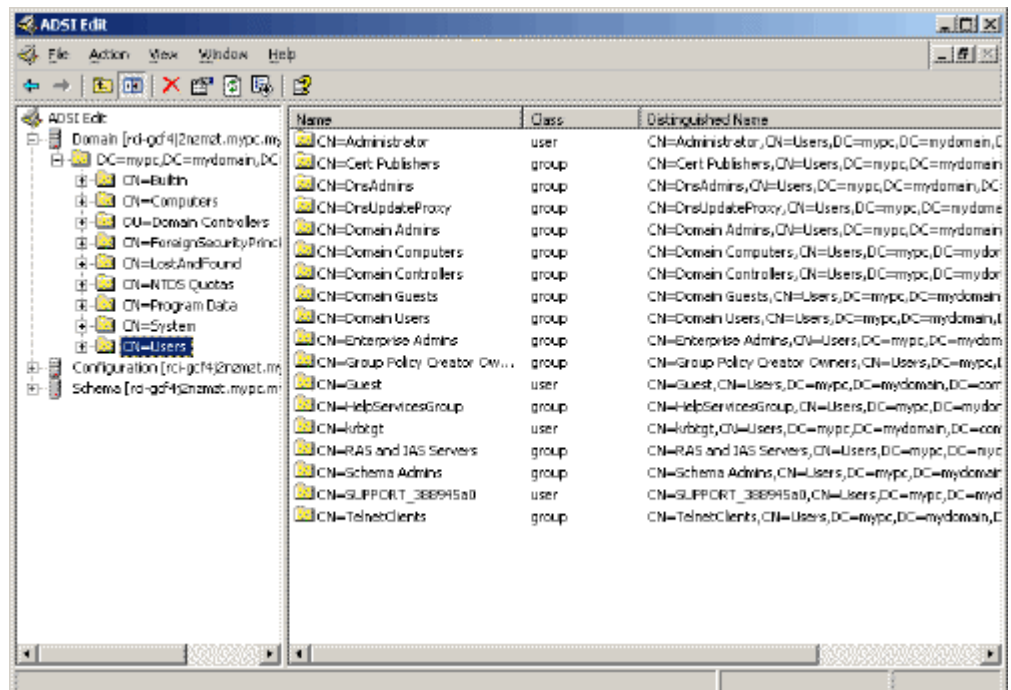 ADSI Edit
File Action View Window Help
ADSI Edit
Domain [rci-gcf4j2nzmzt.mypc.my
DC=mypc,DC=mydomain,DC
CN=Builtin
CN=Computers
OU=Domain Controllers
CN=ForeignSecurityPrinci
CN=LostAndFound
CN=NTDS Quotas
CN=Program Data
CN=System
CN=Users
Configuration [rci-gcf4j2nzmzt.my
Schema [rci-gcf4j2nzmzt.mypc.my
Name Class Distinguished Name
CN=Administrator user CN=Administrator,CN=Users,DC=mypc,DC=mydomain,D
CN=Cert Publishers group CN=Cert Publishers,CN=Users,DC=mypc,DC=mydomain
CN=DnsAdmins group CN=DnsAdmins,CN=Users,DC=mypc,DC=mydomain,DC
CN=DnsUpdateProxy group CN=DnsUpdateProxy,CN=Users,DC=mypc,DC=mydoma
CN=Domain Admins group CN=Domain Admins,CN=Users,DC=mypc,DC=mydomain
CN=Domain Computers group CN=Domain Computers,CN=Users,DC=mypc,DC=mydor
CN=Domain Controllers group CN=Domain Controllers,CN=Users,DC=mypc,DC=mydor
CN=Domain Guests group CN=Domain Guests,CN=Users,DC=mypc,DC=mydomain
CN=Domain Users group CN=Domain Users,CN=Users,DC=mypc,DC=mydomain,D
CN=Enterprise Admins group CN=Enterprise Admins,CN=Users,DC=mypc,DC=mydom
CN=Group Policy Creator Ow... group CN=Group Policy Creator Owners,CN=Users,DC=mypc,D
CN=Guest user CN=Guest,CN=Users,DC=mypc,DC=mydomain,DC=com
CN=HelpServicesGroup group CN=HelpServicesGroup,CN=Users,DC=mypc,DC=mydor
CN=krbtgt user CN=krbtgt,CN=Users,DC=mypc,DC=mydomain,DC=com
CN=RAS and IAS Servers group CN=RAS and IAS Servers,CN=Users,DC=mypc,DC=myc
CN=Schema Admins group CN=Schema Admins,CN=Users,DC=mypc,DC=mydomair
CN=SUPPORT_388945a0 user CN=SUPPORT_388945a0,CN=Users,DC=mypc,DC=myd
CN=TelnetClients group CN=TelnetClients,CN=Users,DC=mypc,DC=mydomain,D